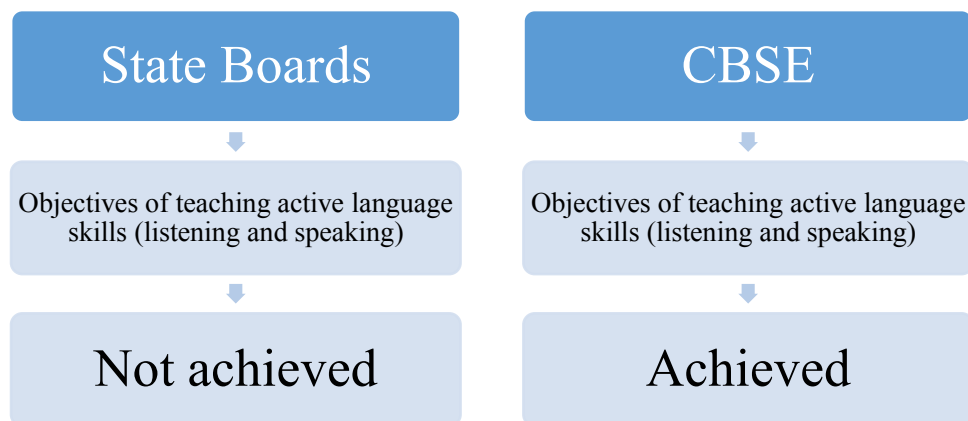 State Boards
Objectives of teaching active language
skills (listening and speaking)
Not achieved
CBSE
Objectives of teaching active language
skills (listening and speaking)
Achieved